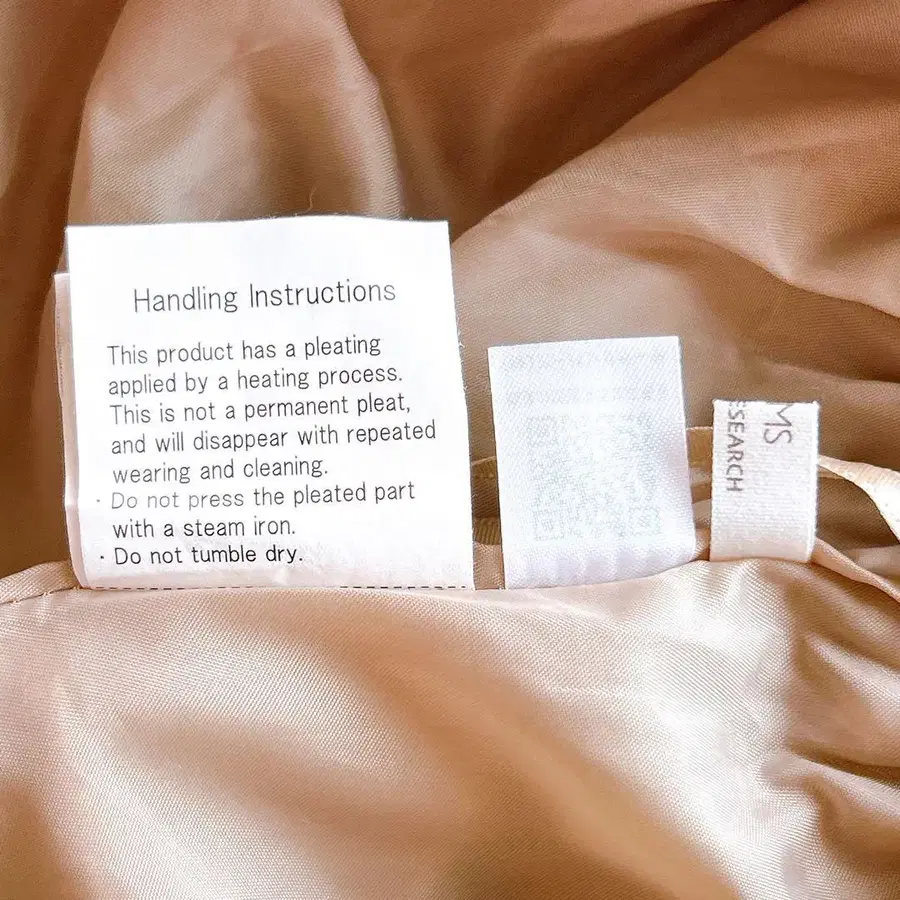 Handling Instructions
This product has a pleating
applied by a heating process.
This is not a permanent pleat,
and will disappear with repeated
wearing and cleaning.
· Do not press the pleated part
with a steam iron.
· Do not tumble dry.
MS
SEARCH